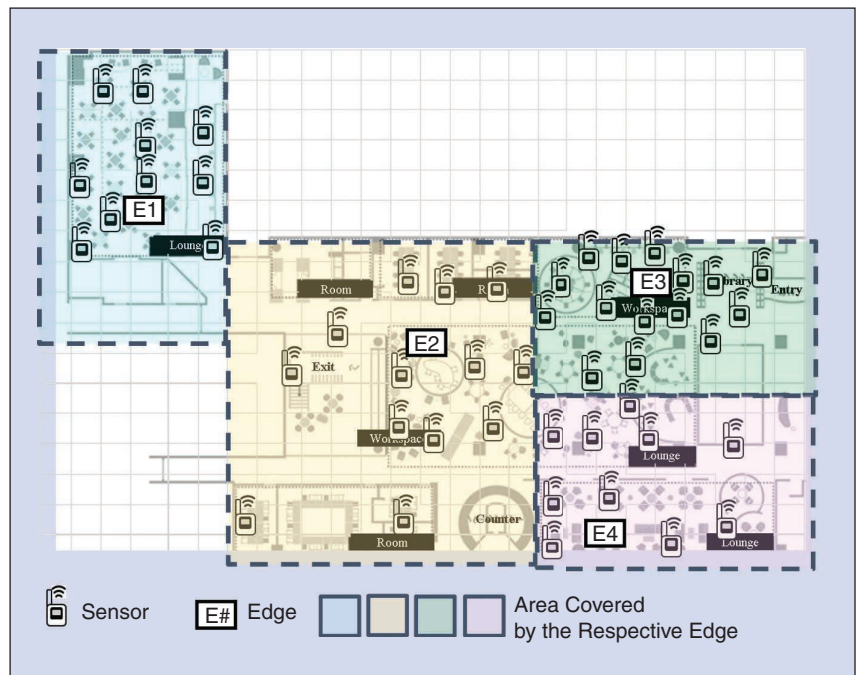 E1
Lounge
Room
Room
E3
Library
Entry
Workspace
E2
Exit
Workspace
Lounge
Counter
Room
E4
Lounge
Sensor
E# Edge
Area Covered
by the Respective Edge